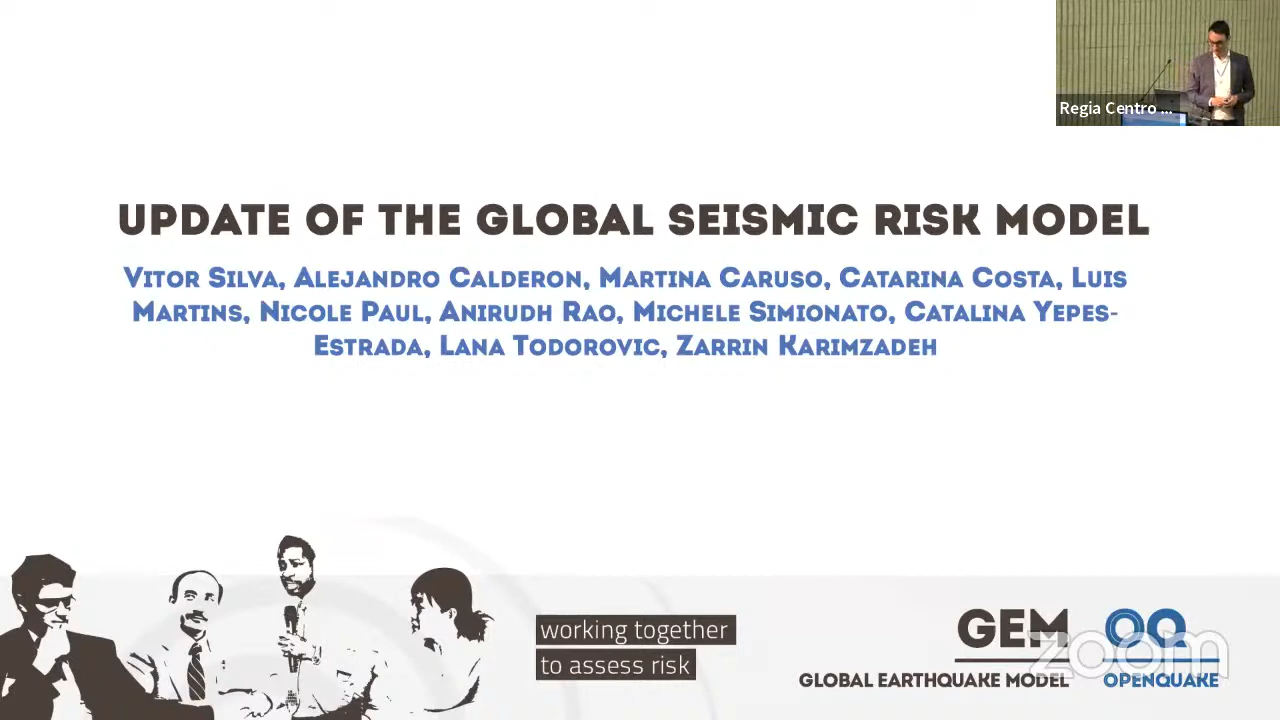 Regia Centro ...
UPDATE OF THE GLOBAL SEISMIC RISK MODEL
VITOR SILVA, ALEJANDRO CALDERON, MARTINA CARUSO, CATARINA COSTA, LUIS
MARTINS, NICOLE PAUL, ANIRUDH RAO, MICHELE SIMIONATO, CATALINA YEPES-
ESTRADA, LANA TODOROVIC, ZARRIN KARIMZADEH
working together
to assess risk
GEM OQ
zoom
GLOBAL EARTHQUAKE MODEL OPENQUAKE